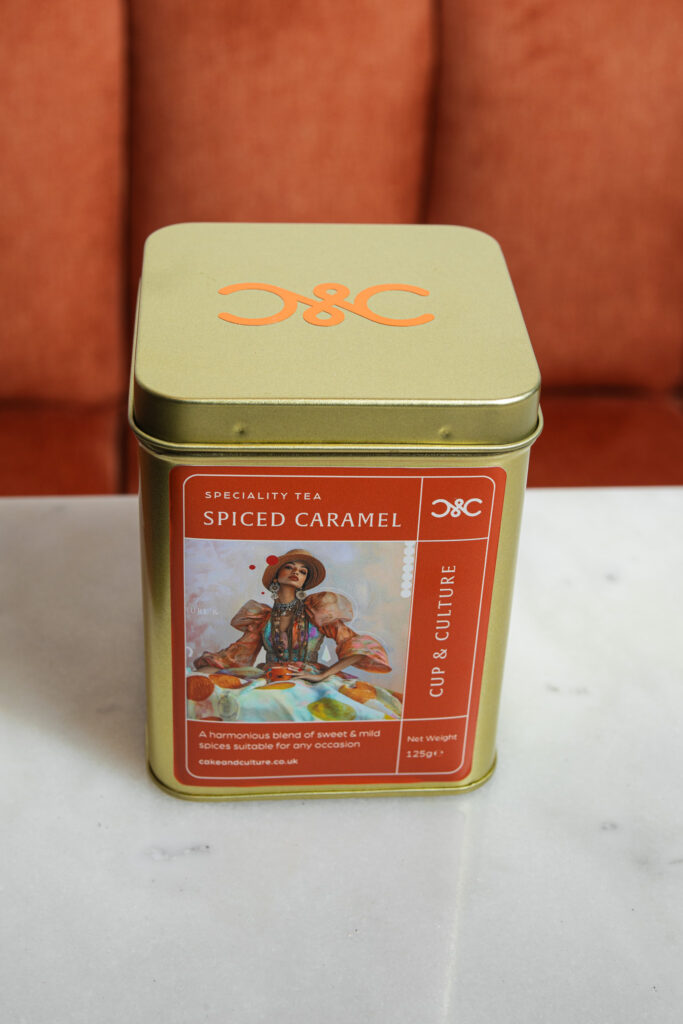 C&C
SPECIALITY TEA
SPICED CARAMEL
C&C
CUP & CULTURE
A harmonious blend of sweet & mild
spices suitable for any occasion
cakeandculture.co.uk
Net Weight
125g℮